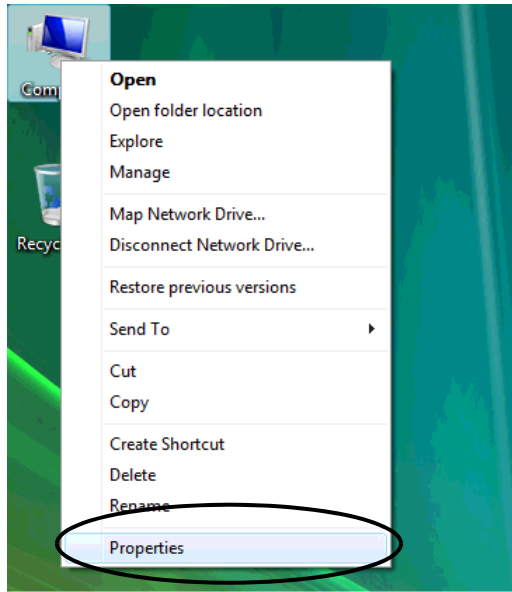 Com
Open
Open folder location
Explore
Manage
Map Network Drive...
Recyc
Disconnect Network Drive...
Restore previous versions
Send To
Cut
Copy
Create Shortcut
Delete
Rename
Properties